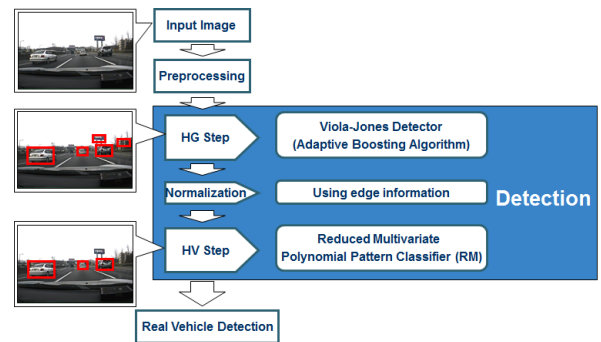 Input Image
Preprocessing
HG Step
Viola-Jones Detector
(Adaptive Boosting Algorithm)
Normalization
Using edge information
Detection
HV Step
Reduced Multivariate
Polynomial Pattern Classifier (RM)
Real Vehicle Detection